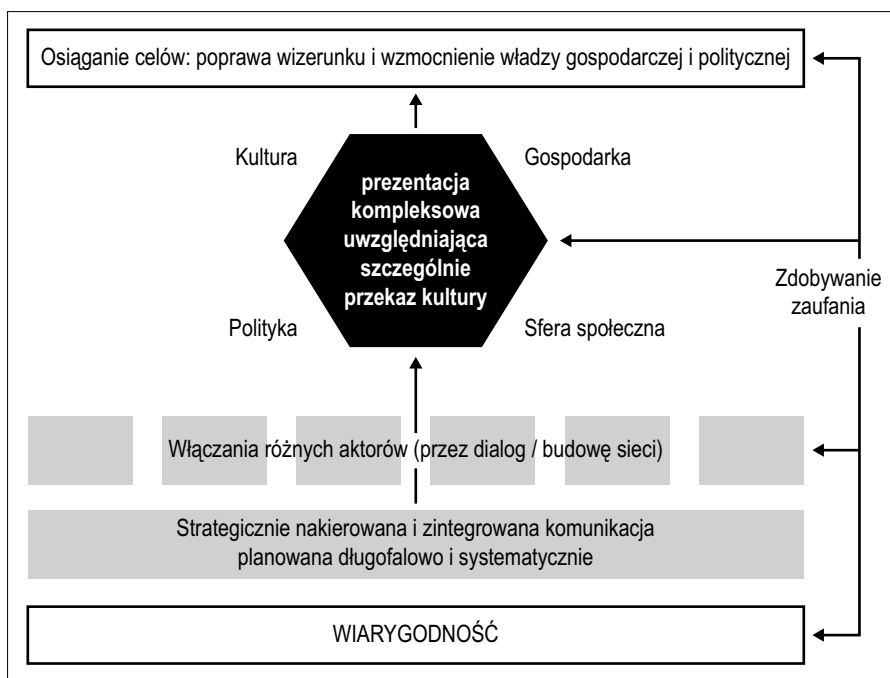 Osiąganie celów: poprawa wizerunku i wzmocnienie władzy gospodarczej i politycznej
Kultura
Gospodarka
prezentacja
kompleksowa
uwzględniająca
szczególnie
przekaz kultury
Polityka
Sfera społeczna
Zdobywanie
zaufania
Włączania różnych aktorów (przez dialog / budowę sieci)
Strategicznie nakierowana i zintegrowana komunikacja
planowana długofalowo i systematycznie
WIARYGODNOŚĆ